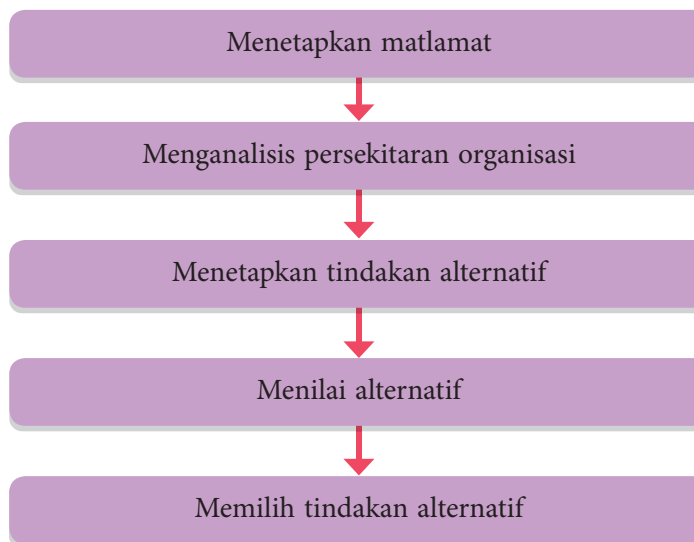 Menetapkan matlamat
Menganalisis persekitaran organisasi
Menetapkan tindakan alternatif
Menilai alternatif
Memilih tindakan alternatif